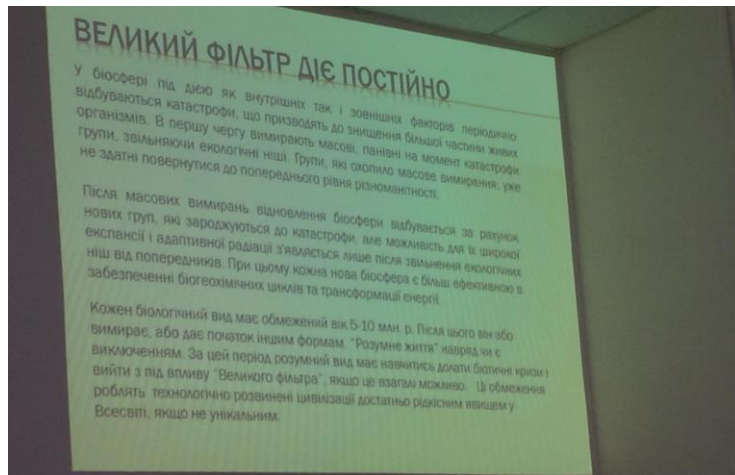 ВЕЛИКИЙ ФІЛЬТР ДІЄ ПОСТІЙНО
У біосфері під дією як внутрішніх так і зовнішніх факторів періодично
відбуваються катастрофи, що призводять до знищення більшої частини живих
організмів. В першу чергу вимирають масові, панівні на момент катастрофи
групи, звільняючи екологічні ніші. Групи, які охопило масове вимирання, уже
не здатні повернутися до попереднього рівня різноманітності.
Після масових вимирань відновлення біосфери відбувається за рахунок
нових груп, які зароджуються до катастрофи, але можливість для їх широкої
експансії і адаптивної радіації з'являється лише після звільнення екологічних
ніш від попередників. При цьому кожна нова біосфера є більш ефективною в
забезпеченні біогеохімічних циклів та трансформації енергії.
Кожен біологічний вид має обмежений вік 5-10 млн. р. Після цього він або
вимирає, або дає початок іншим формам. "Розумне життя" навряд чи є
виключенням. За цей період розумний вид має навчитись долати біотичні кризи і
вийти з під впливу "Великого фільтра", якщо це взагалі можливо. Ці обмеження
роблять технологічно розвинені цивілізації достатньо рідкісним явищем у
Всесвіті, якщо не унікальним.